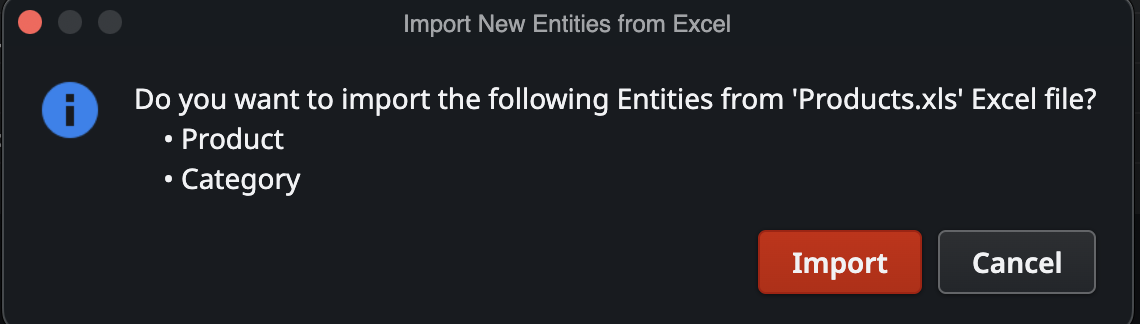 Import New Entities from Excel
Do you want to import the following Entities from 'Products.xls' Excel file?
• Product
• Category
Import
Cancel